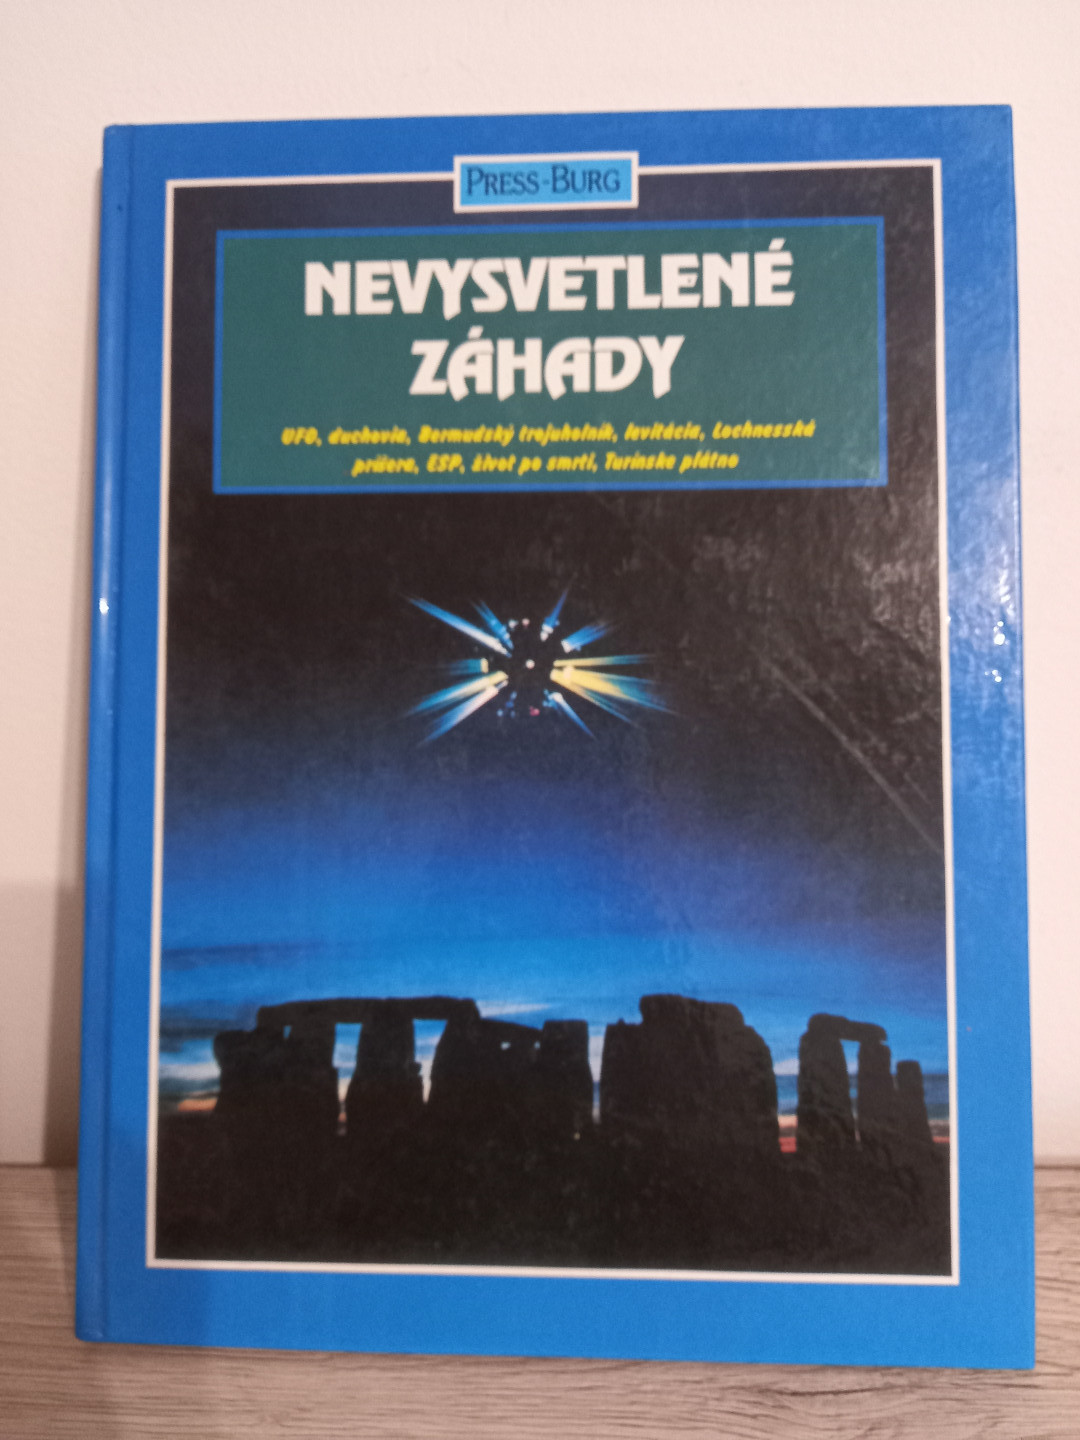 PRESS-BURG
NEVYSVETLENÉ
ZÁHADY
UFO, duchovia, Bermudský trojuholník, levitácia, Lochnesská
príšera, ESP, život po smrti, Turínske plátno